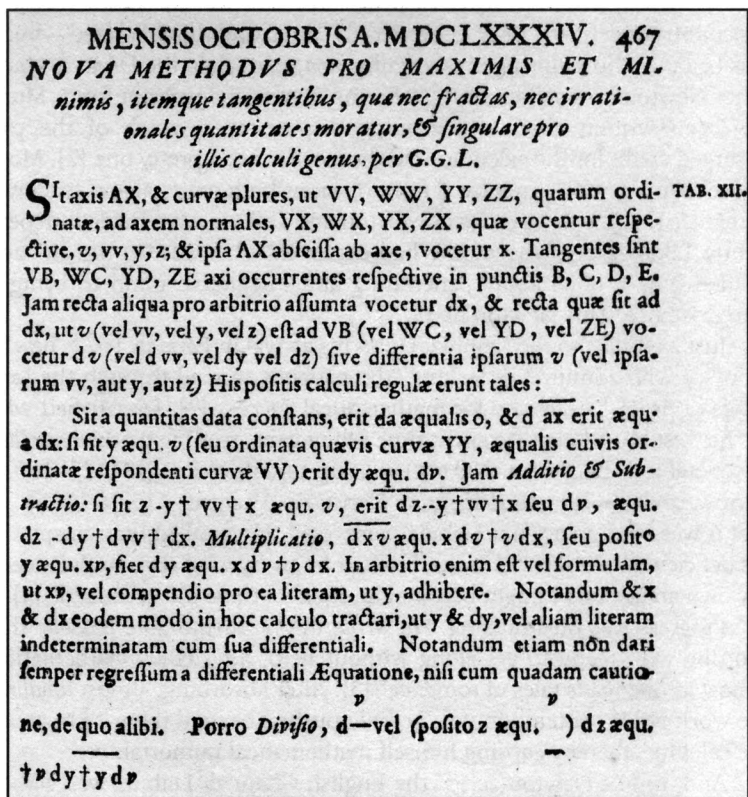 MENSIS OCTOBRIS A. M DCLXXXIV. 467
NOVA METHODVS PRO MAXIMIS ET MI-
nimis, itemque tangentibus, quæ nec fractas, nec irrati-
onales quantitates moratur, & singulare pro
illis calculi genus, per G.G. L.
SIt axis AX, & curvæ plures, ut VV, WW, YY, ZZ, quarum ordi- TAB. XII.
natæ, ad axem normales, VX, WX, YX, ZX, quæ vocentur respe-
ctive, v, vv, y, z; & ipsa AX abscissa ab axe, vocetur x. Tangentes sint
VB, WC, YD, ZE axi occurrentes respective in punctis B, C, D, E.
Jam recta aliqua pro arbitrio assumta vocetur dx, & recta quæ sit ad
dx, ut v (vel vv, vel y, vel z) est ad VB (vel WC, vel YD, vel ZE) vo-
cetur d v (vel d vv, vel dy vel dz) sive differentia ipsarum v (vel ipsa-
rum vv, aut y, aut z) His positis calculi regulæ erunt tales:
Sit a quantitas data constans, erit da æqualis 0, & d ax erit æqu.
a dx: si sit y æqu. v (seu ordinata quævis curvæ YY, æqualis cuivis or-
dinatæ respondenti curvæ VV) erit dy æqu. dv. Jam Additio & Sub-
tractio: si sit z -y† vv† x æqu. v, erit dz--y†vv†x seu dv, æqu.
dz -dy†dvv† dx. Multiplicatio, dxv æqu. xdv†vdx, seu posito
y æqu. xv, fiet dy æqu. xdv†vdx. In arbitrio enim est vel formulam,
ut xv, vel compendio pro ea literam, ut y, adhibere. Notandum & x
& dx eodem modo in hoc calculo tractari, ut y & dy, vel aliam literam
indeterminatam cum sua differentiali. Notandum etiam non dari
semper regressum a differentiali Æquatione, nisi cum quadam cautio-
v v
ne, de quo alibi. Porro Divisio, d—vel (posito z æqu. ) dz æqu.
†vdy†ydv